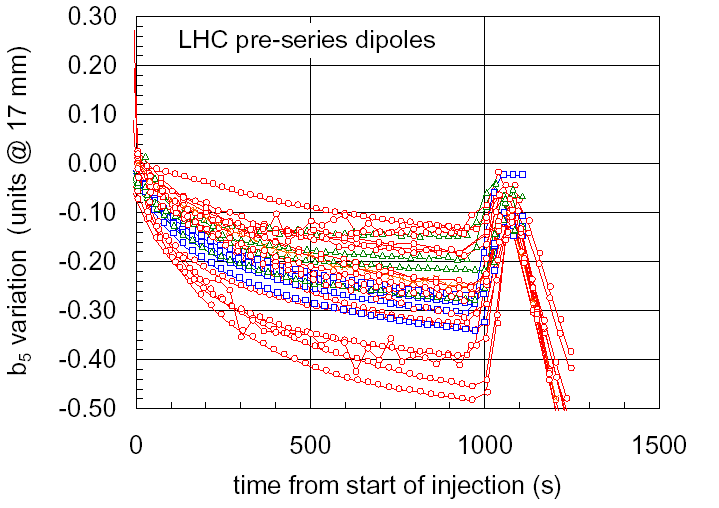 LHC pre-series dipoles
0.30
0.20
0.10
0.00
-0.10
-0.20
-0.30
-0.40
-0.50
b5 variation (units @ 17 mm)
0 500 1000 1500
time from start of injection (s)